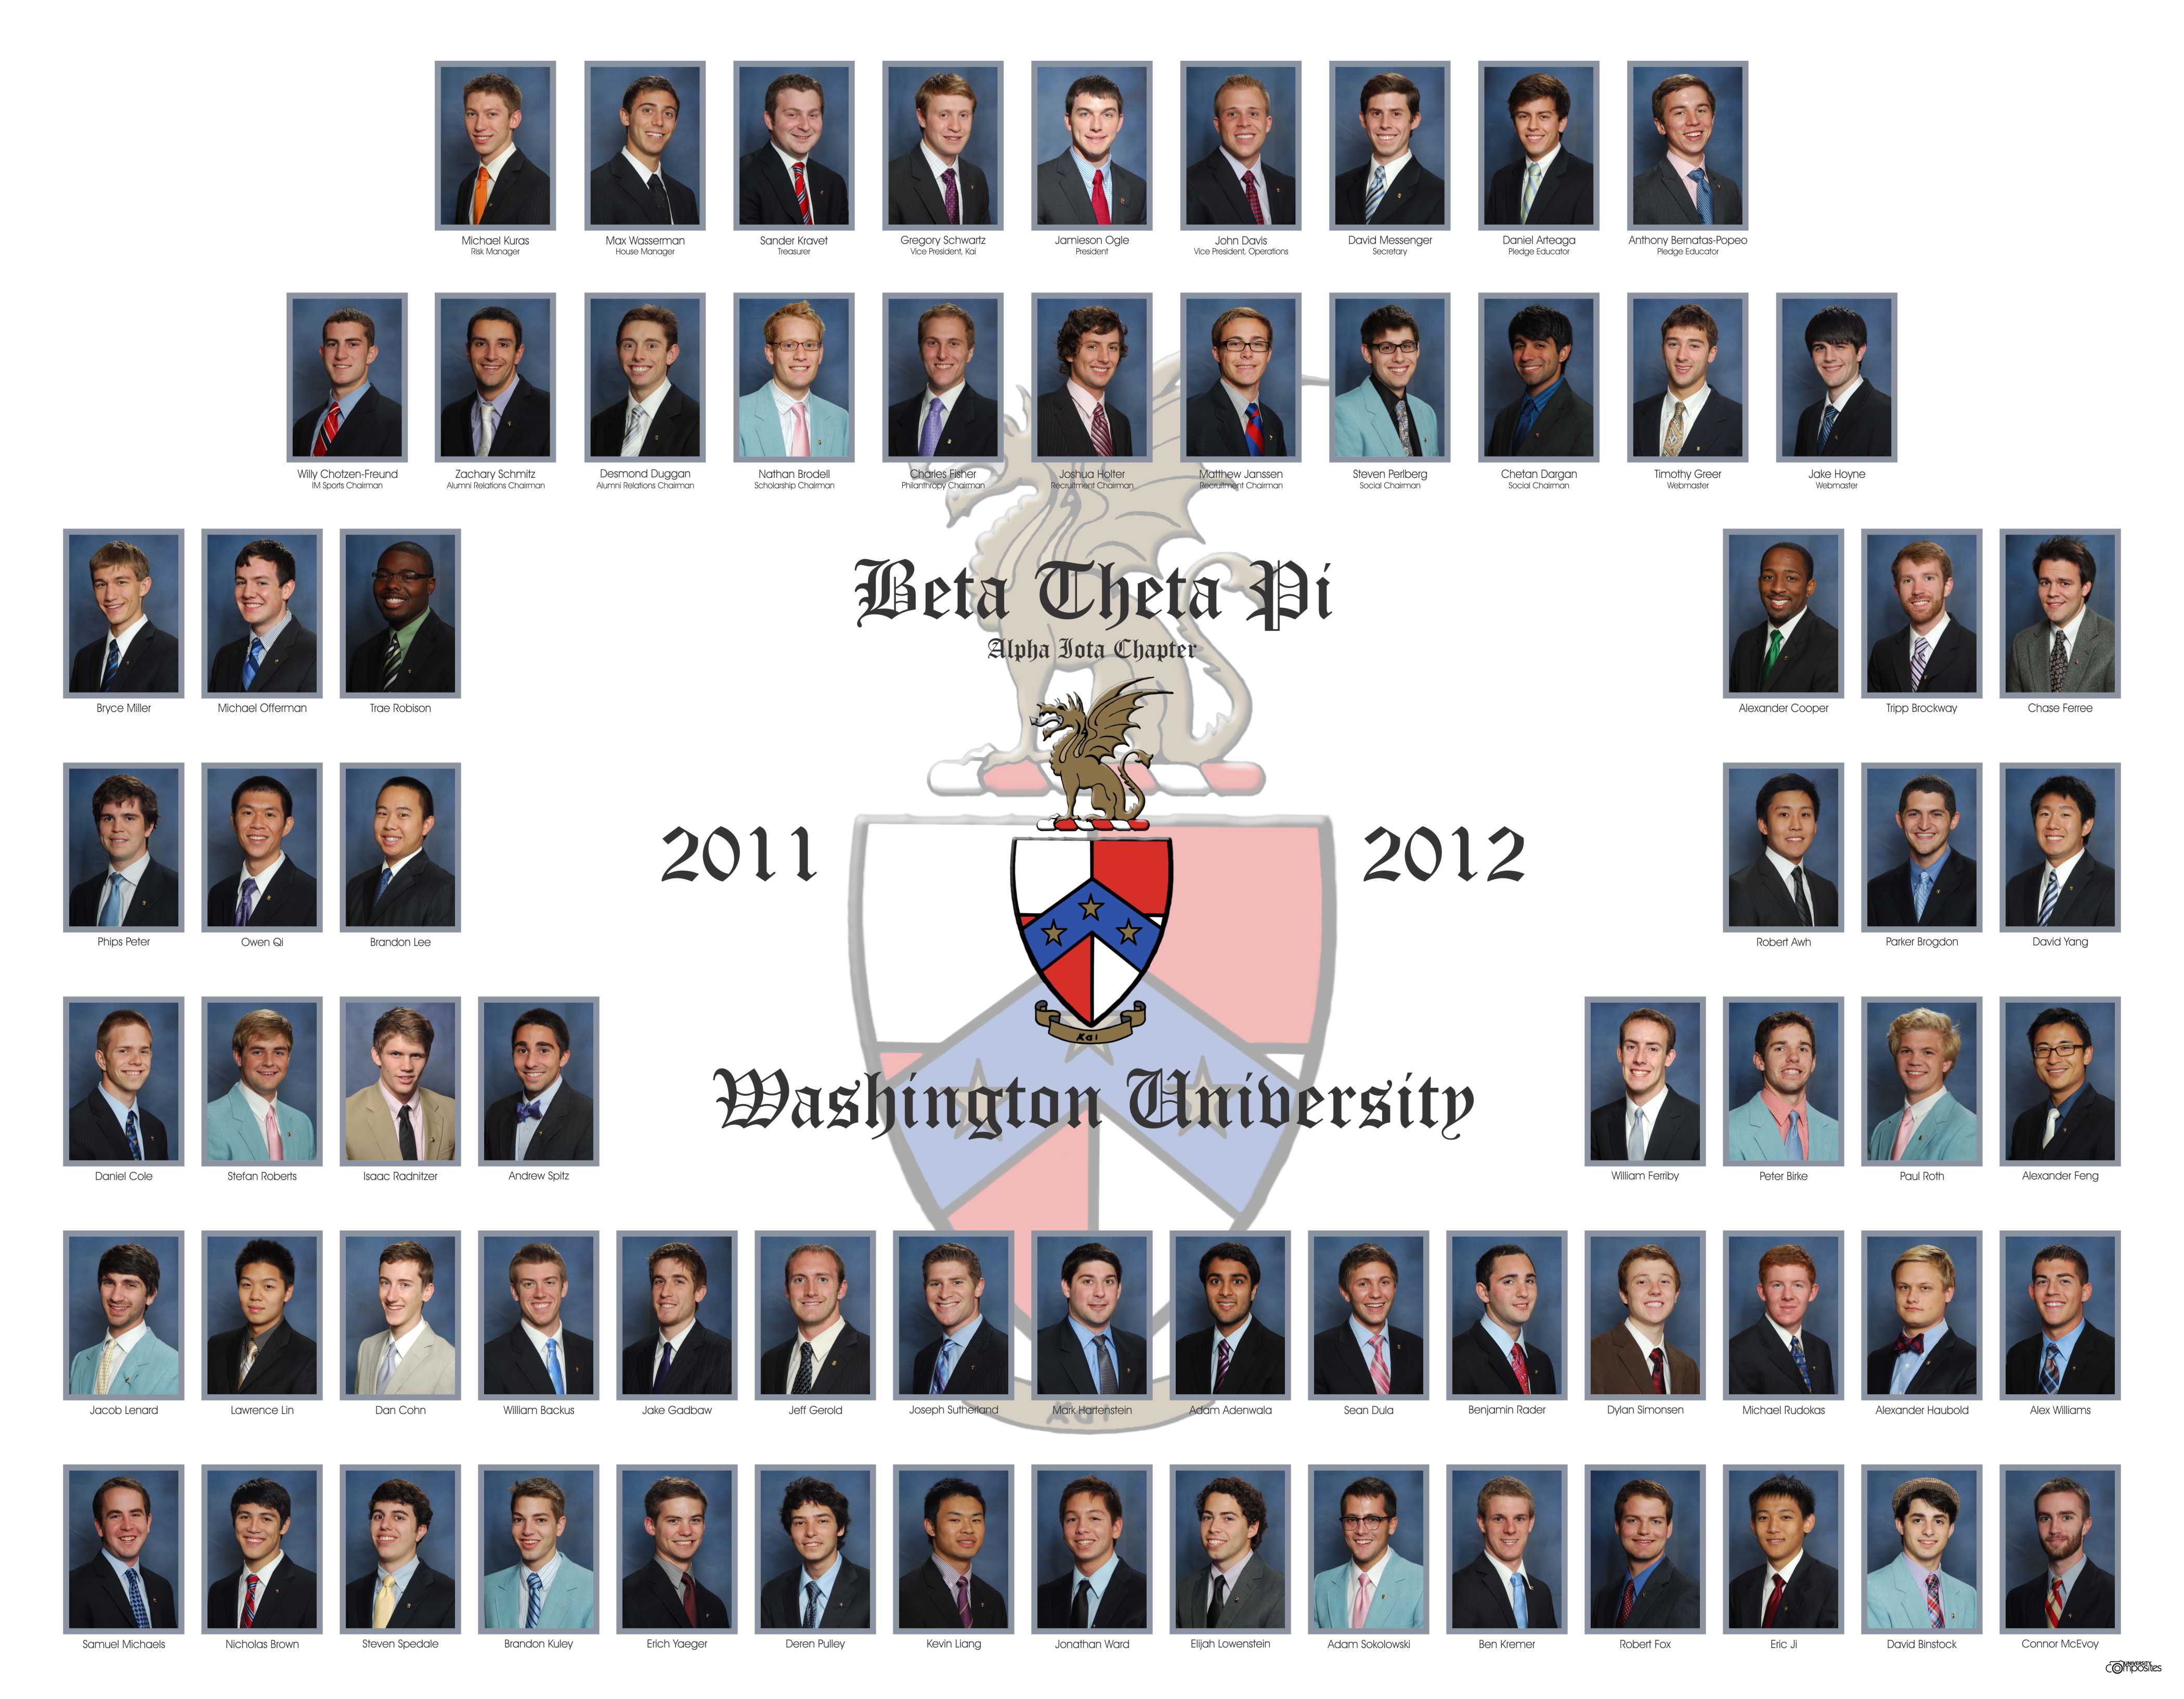 Michael Kuras Max Wasserman Sander Kravet Gregory Schwartz Jamieson Ogle John Davis David Messenger Daniel Arteaga Anthony Bernatas-Popeo
Risk Manager House Manager Treasurer Vice President, Kai President Vice President, Operations Secretary Pledge Educator Pledge Educator
Willy Chotzen-Freund Zachary Schmitz Desmond Duggan Nathan Brodell Charles Fisher Joshua Holter Matthew Janssen Steven Perlberg Chetan Dargan Timothy Greer Jake Hoyne
IM Sports Chairman Alumni Relations Chairman Alumni Relations Chairman Scholarship Chairman Philanthropy Chairman Recruitment Chairman Recruitment Chairman Social Chairman Social Chairman Webmaster Webmaster
Beta Theta Pi
Alpha Iota Chapter
Bryce Miller Michael Offerman Trae Robison Alexander Cooper Tripp Brockway Chase Ferree
2011 2012
Phips Peter Owen Qi Brandon Lee Robert Awh Parker Brogdon David Yang
Kai
Washington University
Daniel Cole Stefan Roberts Isaac Radnitzer Andrew Spitz William Ferriby Peter Birke Paul Roth Alexander Feng
Jacob Lenard Lawrence Lin Dan Cohn William Backus Jake Gadbaw Jeff Gerold Joseph Sutherland Mark Hartenstein Adam Adenwala Sean Dula Benjamin Rader Dylan Simonsen Michael Rudokas Alexander Haubold Alex Williams
Kai
Samuel Michaels Nicholas Brown Steven Spedale Brandon Kuley Erich Yaeger Deren Pulley Kevin Liang Jonathan Ward Elijah Lowenstein Adam Sokolowski Ben Kremer Robert Fox Eric Ji David Binstock Connor McEvoy
UNIVERSITY
composites